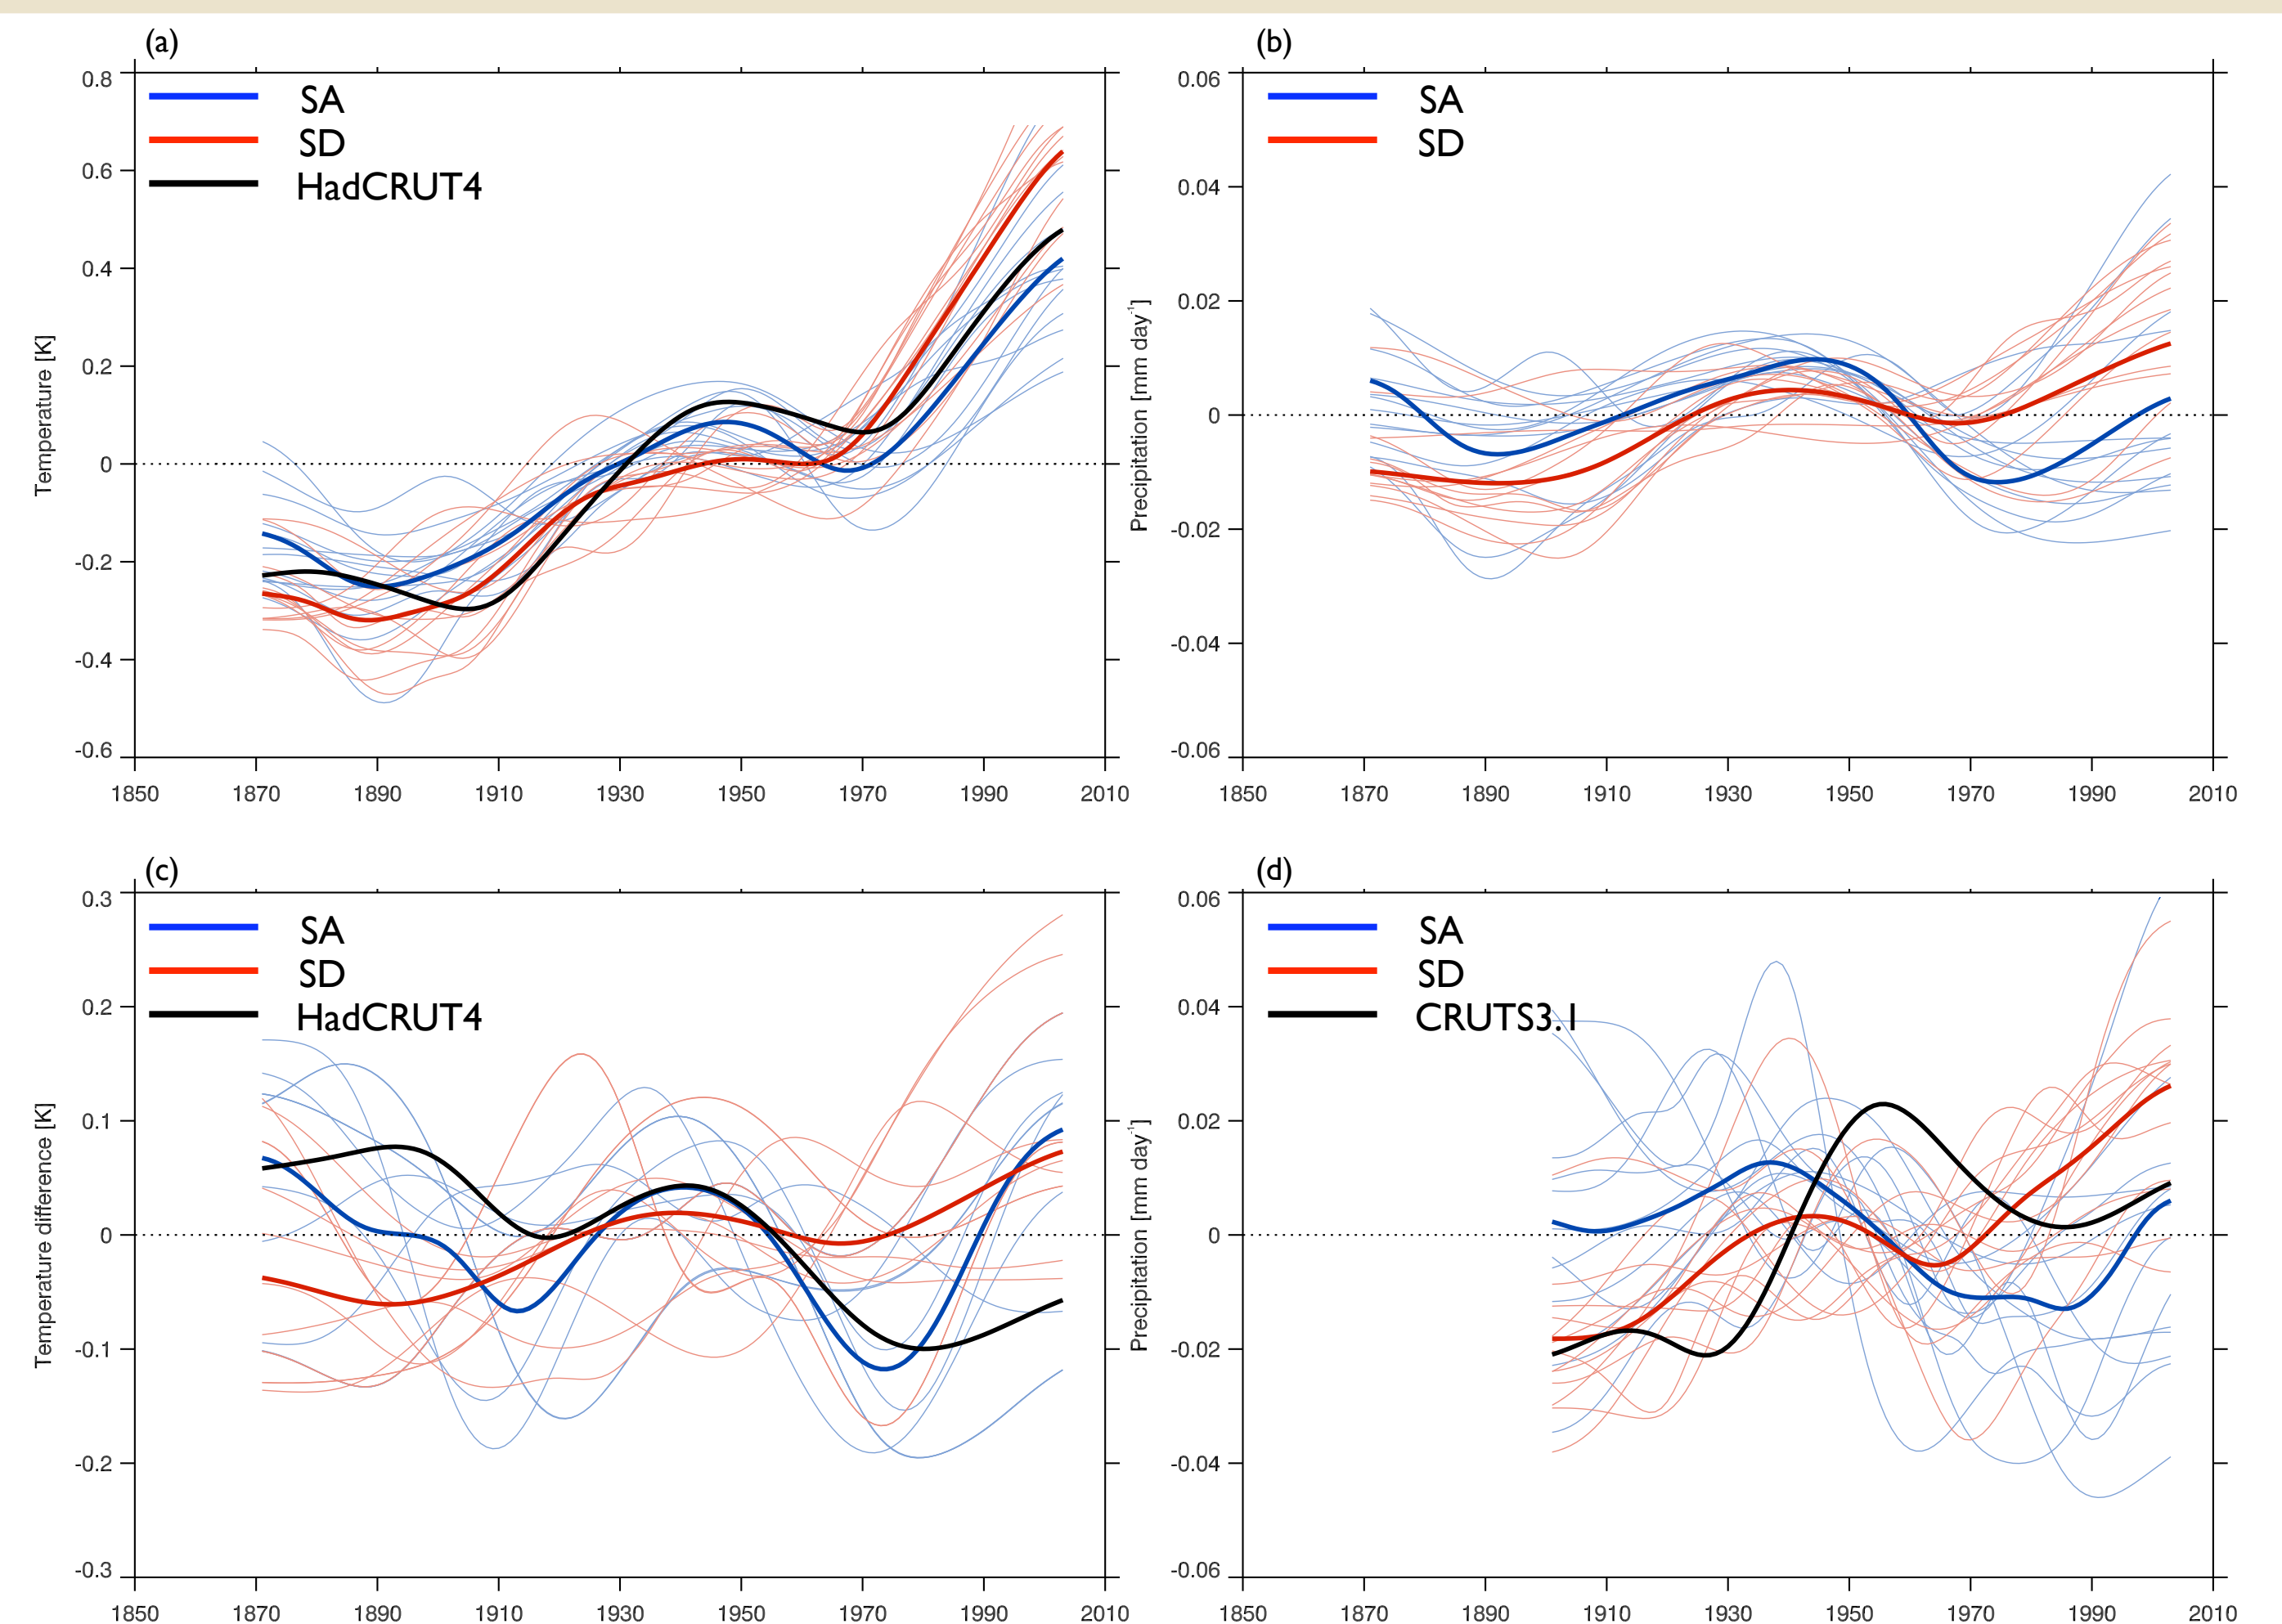 (a)
0.8
0.6
0.4
0.2
0
-0.2
-0.4
-0.6
Temperature [K]
SA
SD
HadCRUT4
1850 1870 1890 1910 1930 1950 1970 1990 2010
(b)
0.06
0.04
0.02
0
-0.02
-0.04
-0.06
Precipitation [mm day⁻¹]
SA
SD
1850 1870 1890 1910 1930 1950 1970 1990 2010
(c)
0.3
0.2
0.1
0
-0.1
-0.2
-0.3
Temperature difference [K]
SA
SD
HadCRUT4
1850 1870 1890 1910 1930 1950 1970 1990 2010
(d)
0.06
0.04
0.02
0
-0.02
-0.04
-0.06
Precipitation [mm day⁻¹]
SA
SD
CRUTS3.1
1850 1870 1890 1910 1930 1950 1970 1990 2010